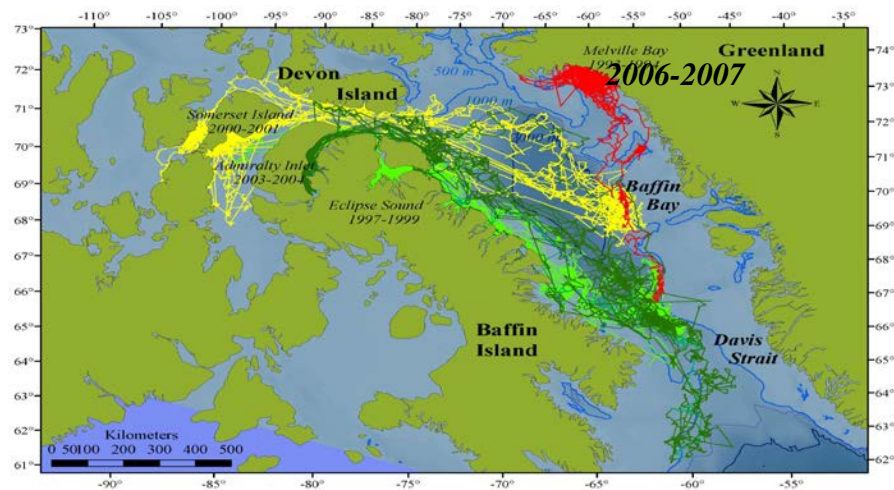 -110° -105° -100° -95° -90° -85° -80° -75° -70° -65° -60° -55° -50° -45° -40° -35°
73° 74°
Melville Bay Greenland
1993-1994 2006-2007
Devon 500 m
72° 73°
Island
71° 1000 m
Somerset Island
2000-2001
70° 72°
Admiralty Inlet
2003-2004
69° Baffin
Bay
Eclipse Sound
1997-1999
N
W E
S
71°
70°
68° 69°
67° 68°
66° 67°
65° 66°
Baffin
Island
Davis
Strait
64° 65°
63° 64°
62° 63°
Kilometers
0 50 100 200 300 400 500
61° 62°
-90° -85° -80° -75° -70° -65° -60° -55°